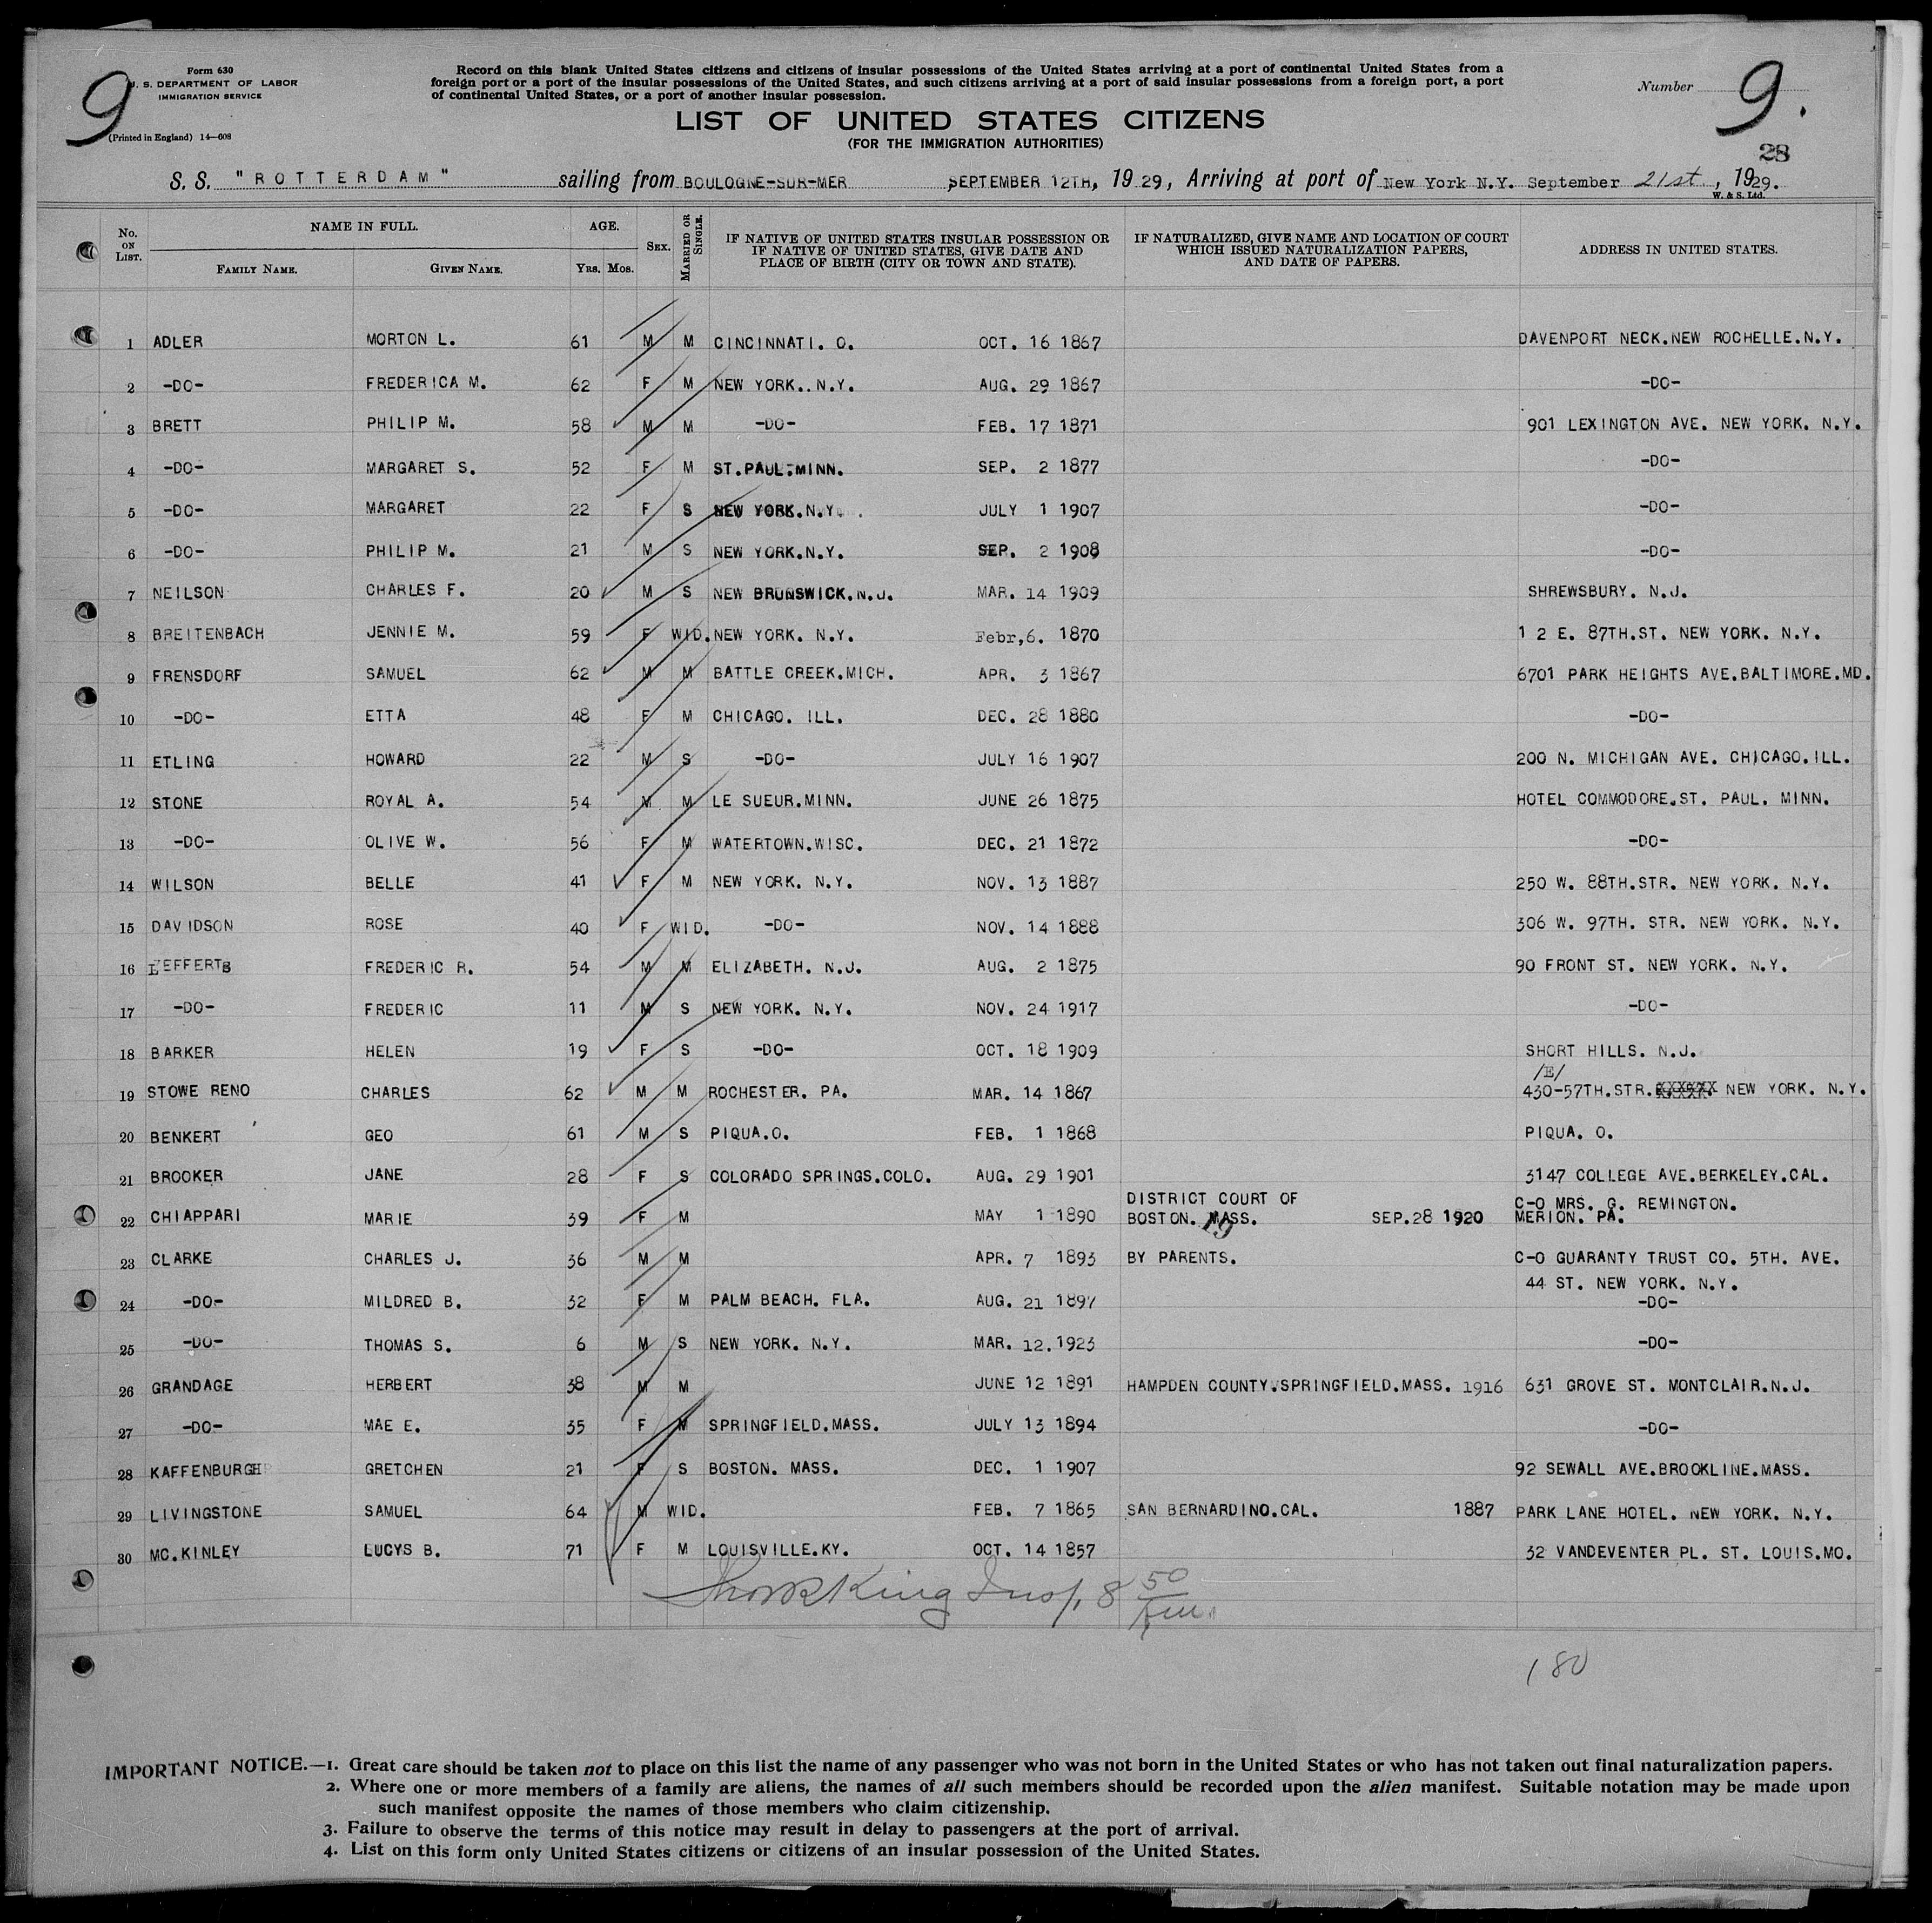 9
Form 630
U. S. DEPARTMENT OF LABOR
IMMIGRATION SERVICE
(Printed in England) 14—608
Record on this blank United States citizens and citizens of insular possessions of the United States arriving at a port of continental United States from a
foreign port or a port of the insular possessions of the United States, and such citizens arriving at a port of said insular possessions from a foreign port, a port
of continental United States, or a port of another insular possession.
Number 9.
LIST OF UNITED STATES CITIZENS
(FOR THE IMMIGRATION AUTHORITIES)
28
S. S. "ROTTERDAM" sailing from BOULOGNE-SUR-MER SEPTEMBER 12TH, 1929, Arriving at port of New York N.Y. September 21st, 1929.
W. & S. Ltd.
No. ON LIST. NAME IN FULL. FAMILY NAME. GIVEN NAME. AGE. Yrs. Mos. SEX. MARRIED OR SINGLE. IF NATIVE OF UNITED STATES INSULAR POSSESSION OR IF NATIVE OF UNITED STATES, GIVE DATE AND PLACE OF BIRTH (CITY OR TOWN AND STATE). IF NATURALIZED, GIVE NAME AND LOCATION OF COURT WHICH ISSUED NATURALIZATION PAPERS, AND DATE OF PAPERS. ADDRESS IN UNITED STATES.
1 ADLER MORTON L. 61 M M CINCINNATI. O. OCT. 16 1867 DAVENPORT NECK.NEW ROCHELLE.N.Y.
2 -DO- FREDERICA M. 62 F M NEW YORK..N.Y. AUG. 29 1867 -DO-
3 BRETT PHILIP M. 58 M M -DO- FEB. 17 1871 901 LEXINGTON AVE. NEW YORK. N.Y.
4 -DO- MARGARET S. 52 F M ST.PAUL.MINN. SEP. 2 1877 -DO-
5 -DO- MARGARET 22 F S NEW YORK.N.Y. JULY 1 1907 -DO-
6 -DO- PHILIP M. 21 M S NEW YORK.N.Y. SEP. 2 1908 -DO-
7 NEILSON CHARLES F. 20 M S NEW BRUNSWICK.N.J. MAR. 14 1909 SHREWSBURY. N.J.
8 BREITENBACH JENNIE M. 59 F WID. NEW YORK. N.Y. Febr,6. 1870 1 2 E. 87TH.ST. NEW YORK. N.Y.
9 FRENSDORF SAMUEL 62 M M BATTLE CREEK.MICH. APR. 3 1867 6701 PARK HEIGHTS AVE.BALTIMORE.MD.
10 -DO- ETTA 48 F M CHICAGO. ILL. DEC. 28 1880 -DO-
11 ETLING HOWARD 22 M S -DO- JULY 16 1907 200 N. MICHIGAN AVE. CHICAGO.ILL.
12 STONE ROYAL A. 54 M M LE SUEUR.MINN. JUNE 26 1875 HOTEL COMMODORE.ST. PAUL. MINN.
13 -DO- OLIVE W. 56 F M WATERTOWN.WISC. DEC. 21 1872 -DO-
14 WILSON BELLE 41 F M NEW YORK. N.Y. NOV. 13 1887 250 W. 88TH.STR. NEW YORK. N.Y.
15 DAVIDSON ROSE 40 F WID. -DO- NOV. 14 1888 306 W. 97TH. STR. NEW YORK. N.Y.
16 LEFFERTS FREDERIC R. 54 M M ELIZABETH. N.J. AUG. 2 1875 90 FRONT ST. NEW YORK. N.Y.
17 -DO- FREDERIC 11 M S NEW YORK. N.Y. NOV. 24 1917 -DO-
18 BARKER HELEN 19 F S -DO- OCT. 18 1909 SHORT HILLS. N.J.
/E/
19 STOWE RENO CHARLES 62 M M ROCHESTER. PA. MAR. 14 1867 430-57TH.STR. NEW YORK. N.Y.
20 BENKERT GEO 61 M S PIQUA.O. FEB. 1 1868 PIQUA. O.
21 BROOKER JANE 28 F S COLORADO SPRINGS.COLO. AUG. 29 1901 3147 COLLEGE AVE.BERKELEY.CAL.
22 CHIAPPARI MARIE 39 F M MAY 1 1890 DISTRICT COURT OF BOSTON. MASS. 19 SEP.28 1920 C-O MRS. G. REMINGTON. MERION. PA.
23 CLARKE CHARLES J. 36 M M APR. 7 1893 BY PARENTS. C-O GUARANTY TRUST CO. 5TH. AVE.
44 ST. NEW YORK. N.Y.
24 -DO- MILDRED B. 32 F M PALM BEACH. FLA. AUG. 21 1897 -DO-
25 -DO- THOMAS S. 6 M S NEW YORK. N.Y. MAR. 12.1923 -DO-
26 GRANDAGE HERBERT 38 M M JUNE 12 1891 HAMPDEN COUNTY.SPRINGFIELD.MASS. 1916 631 GROVE ST. MONTCLAIR.N.J.
27 -DO- MAE E. 35 F M SPRINGFIELD.MASS. JULY 13 1894 -DO-
28 KAFFENBURGH GRETCHEN 21 F S BOSTON. MASS. DEC. 1 1907 92 SEWALL AVE.BROOKLINE.MASS.
29 LIVINGSTONE SAMUEL 64 M WID. FEB. 7 1865 SAN BERNARDINO.CAL. 1887 PARK LANE HOTEL. NEW YORK. N.Y.
30 MC.KINLEY LUCYS B. 71 F M LOUISVILLE.KY. OCT. 14 1857 32 VANDEVENTER PL. ST. LOUIS.MO.
King Insp. 8 50
180
IMPORTANT NOTICE.—1. Great care should be taken not to place on this list the name of any passenger who was not born in the United States or who has not taken out final naturalization papers.
2. Where one or more members of a family are aliens, the names of all such members should be recorded upon the alien manifest. Suitable notation may be made upon
such manifest opposite the names of those members who claim citizenship.
3. Failure to observe the terms of this notice may result in delay to passengers at the port of arrival.
4. List on this form only United States citizens or citizens of an insular possession of the United States.